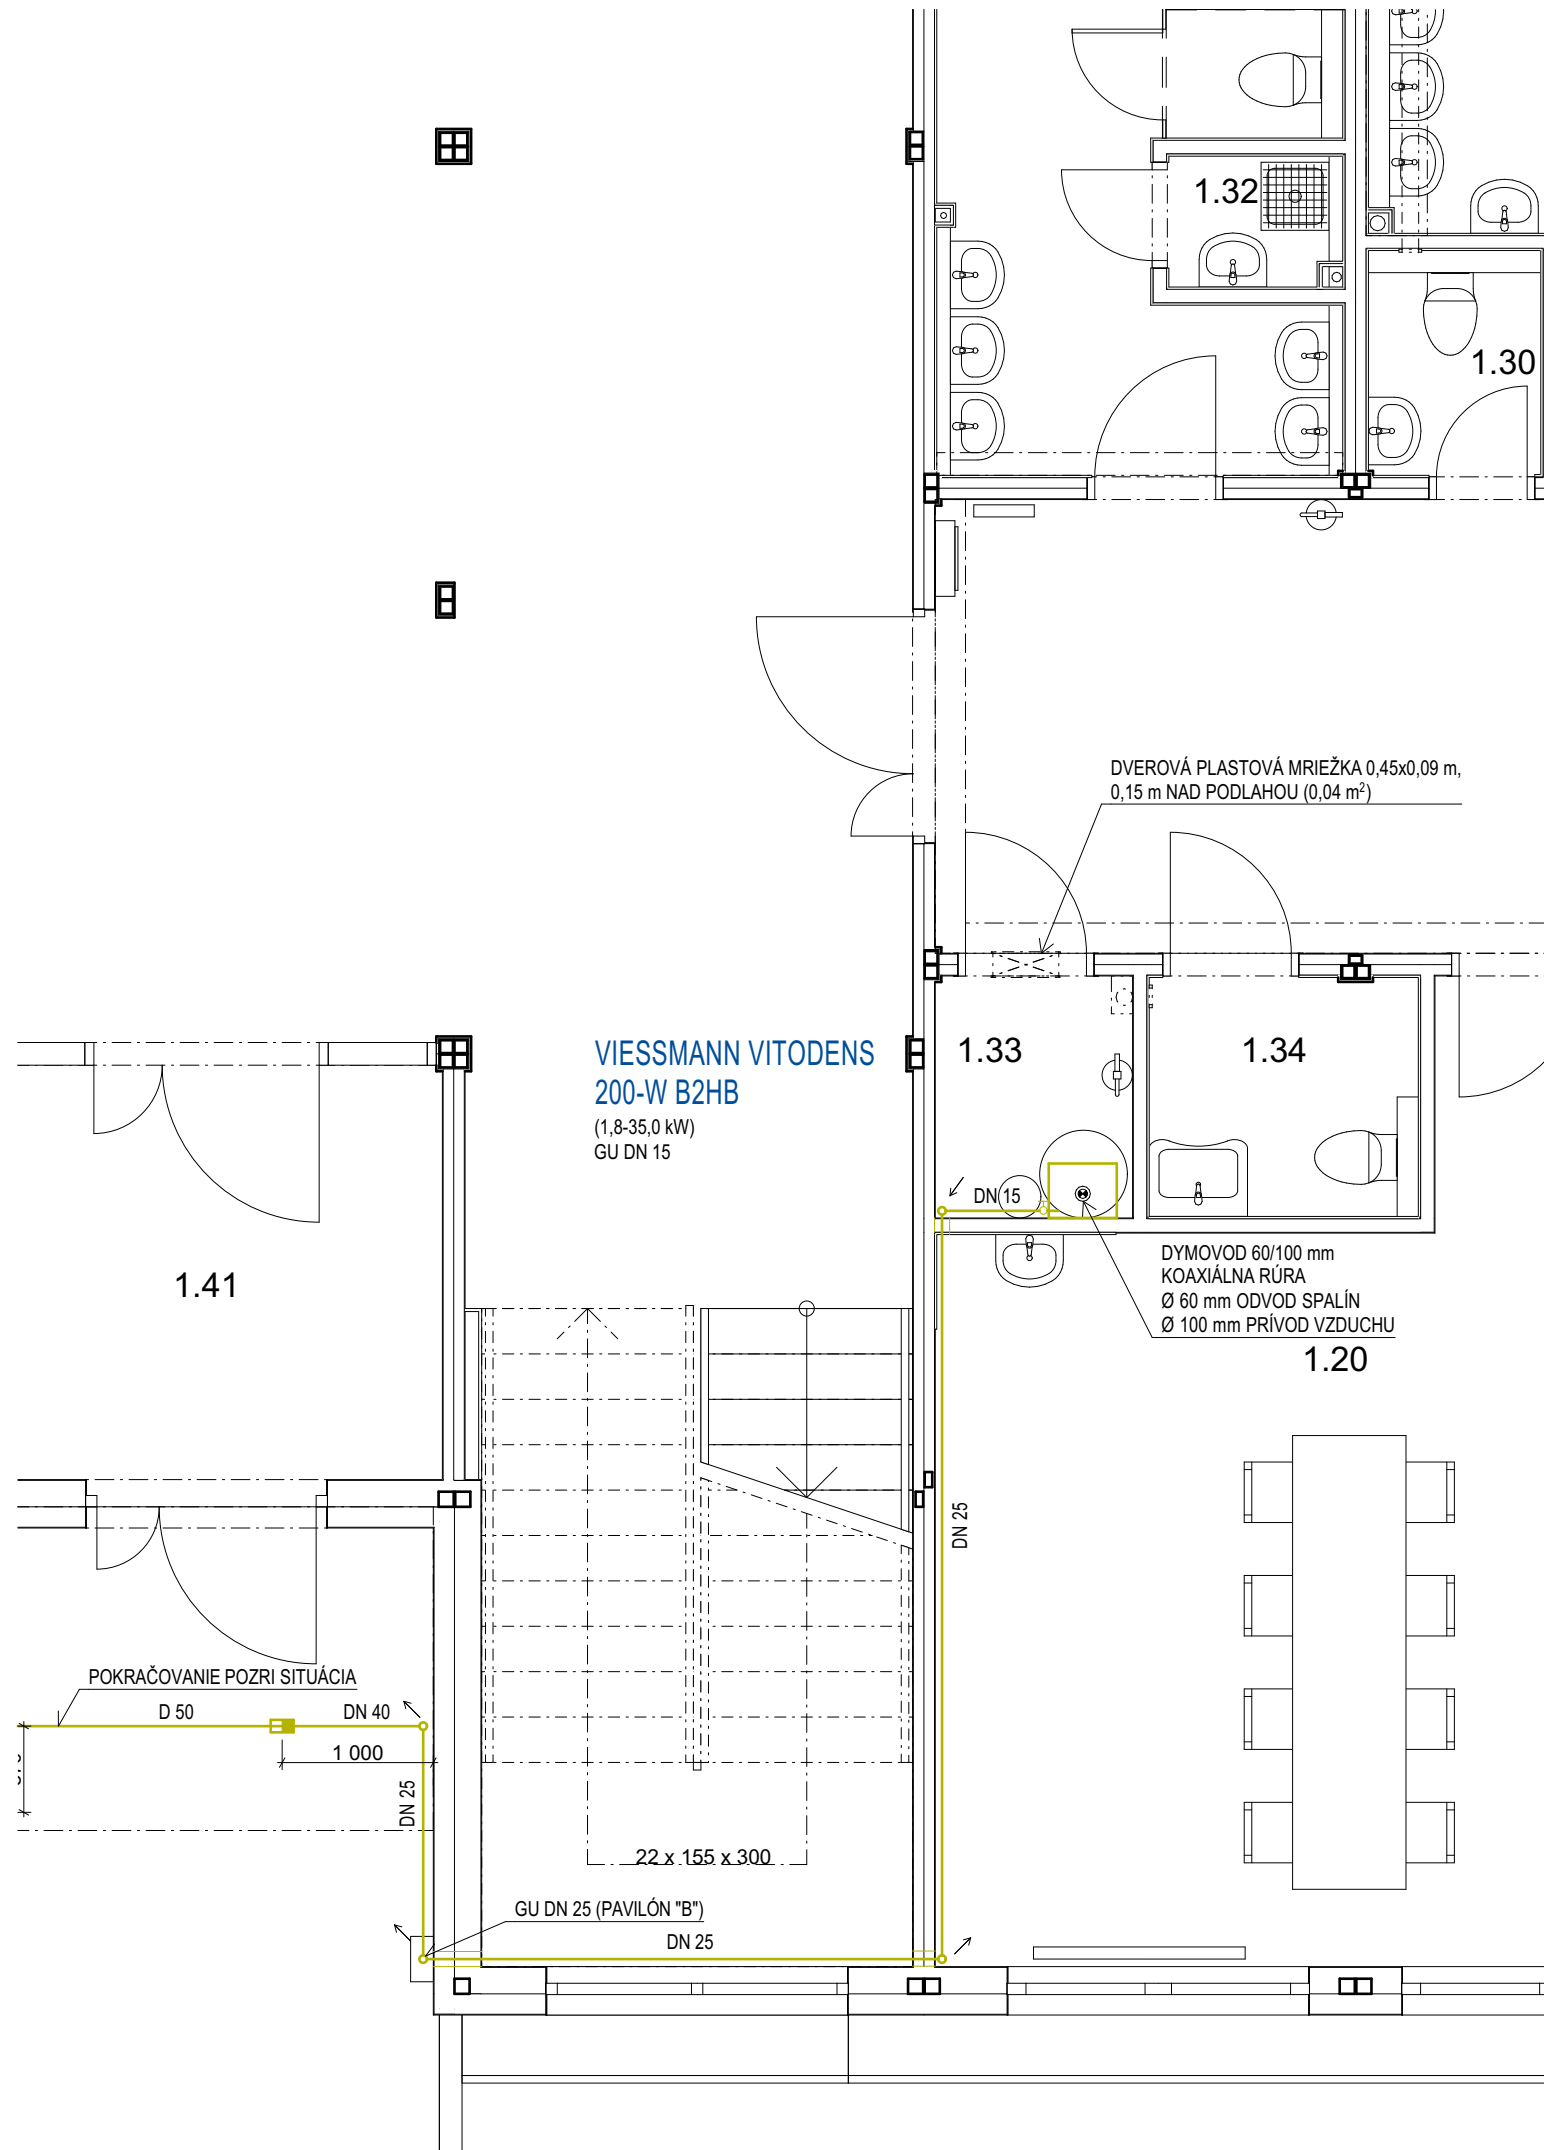 1.32
1.30
DVEROVÁ PLASTOVÁ MRIEŽKA 0,45x0,09 m,
0,15 m NAD PODLAHOU (0,04 m²)
VIESSMANN VITODENS
200-W B2HB
(1,8-35,0 kW)
GU DN 15
1.33
1.34
DN 15
1.41
DYMOVOD 60/100 mm
KOAXIÁLNA RÚRA
Ø 60 mm ODVOD SPALÍN
Ø 100 mm PRÍVOD VZDUCHU
1.20
DN 25
POKRAČOVANIE POZRI SITUÁCIA
D 50
DN 40
1 000
DN 25
22 x 155 x 300
GU DN 25 (PAVILÓN "B")
DN 25